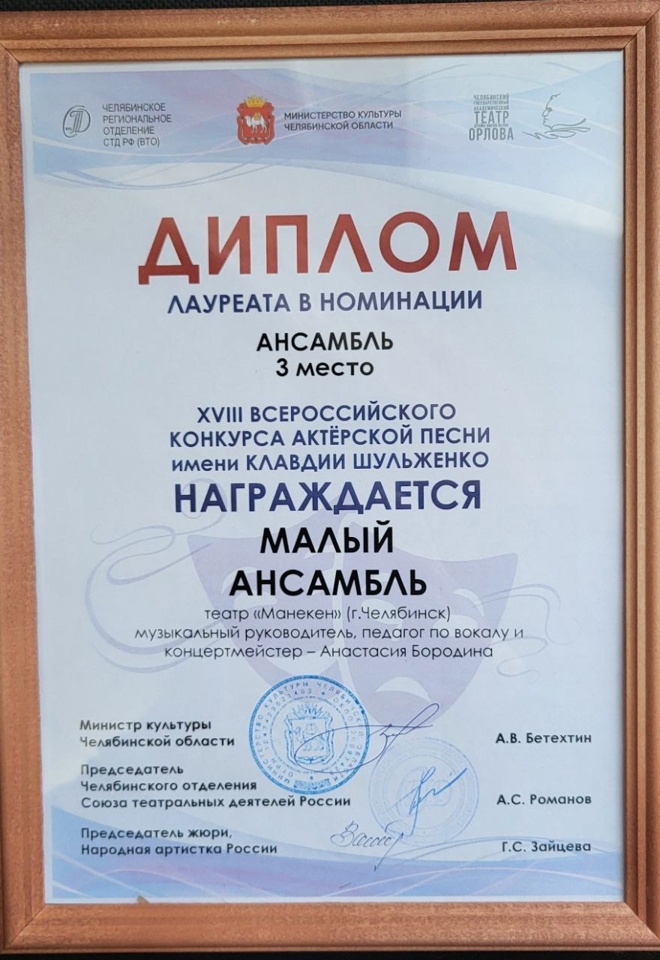 ЧЕЛЯБИНСКОЕ
РЕГИОНАЛЬНОЕ
ОТДЕЛЕНИЕ
СТД РФ (ВТО)
МИНИСТЕРСТВО КУЛЬТУРЫ
ЧЕЛЯБИНСКОЙ ОБЛАСТИ
ЧЕЛЯБИНСКИЙ
ГОСУДАРСТВЕННЫЙ
АКАДЕМИЧЕСКИЙ
ТЕАТР
ОРЛОВА
ДИПЛОМ
ЛАУРЕАТА В НОМИНАЦИИ
АНСАМБЛЬ
3 место
XVIII ВСЕРОССИЙСКОГО
КОНКУРСА АКТЁРСКОЙ ПЕСНИ
имени КЛАВДИИ ШУЛЬЖЕНКО
НАГРАЖДАЕТСЯ
МАЛЫЙ
АНСАМБЛЬ
театр «Манекен» (г.Челябинск)
музыкальный руководитель, педагог по вокалу и
концертмейстер – Анастасия Бородина
Министр культуры
Челябинской области
А.В. Бетехтин
Председатель
Челябинского отделения
Союза театральных деятелей России
А.С. Романов
Председатель жюри,
Народная артистка России
Г.С. Зайцева